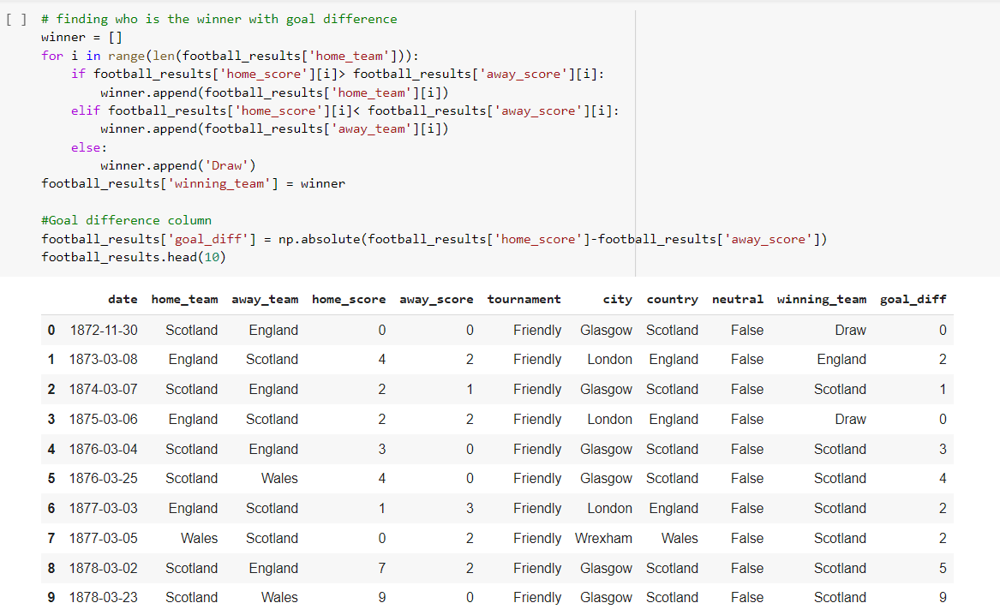 [ ] # finding who is the winner with goal difference
winner = []
for i in range(len(football_results['home_team'])):
    if football_results['home_score'][i]> football_results['away_score'][i]:
        winner.append(football_results['home_team'][i])
    elif football_results['home_score'][i]< football_results['away_score'][i]:
        winner.append(football_results['away_team'][i])
    else:
        winner.append('Draw')
football_results['winning_team'] = winner
#Goal difference column
football_results['goal_diff'] = np.absolute(football_results['home_score']-football_results['away_score'])
football_results.head(10)
date home_team away_team home_score away_score tournament city country neutral winning_team goal_diff
0 1872-11-30 Scotland England 0 0 Friendly Glasgow Scotland False Draw 0
1 1873-03-08 England Scotland 4 2 Friendly London England False England 2
2 1874-03-07 Scotland England 2 1 Friendly Glasgow Scotland False Scotland 1
3 1875-03-06 England Scotland 2 2 Friendly London England False Draw 0
4 1876-03-04 Scotland England 3 0 Friendly Glasgow Scotland False Scotland 3
5 1876-03-25 Scotland Wales 4 0 Friendly Glasgow Scotland False Scotland 4
6 1877-03-03 England Scotland 1 3 Friendly London England False Scotland 2
7 1877-03-05 Wales Scotland 0 2 Friendly Wrexham Wales False Scotland 2
8 1878-03-02 Scotland England 7 2 Friendly Glasgow Scotland False Scotland 5
9 1878-03-23 Scotland Wales 9 0 Friendly Glasgow Scotland False Scotland 9